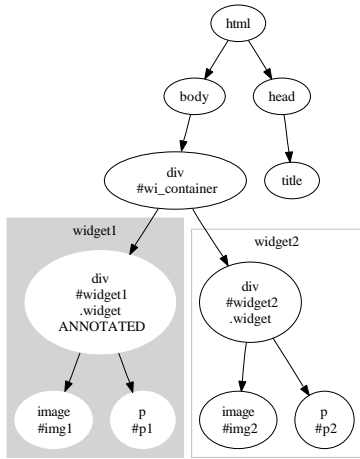 html
body
head
div
#wi_container
title
widget1
widget2
div
#widget1
.widget
ANNOTATED
div
#widget2
.widget
image
#img1
p
#p1
image
#img2
p
#p2